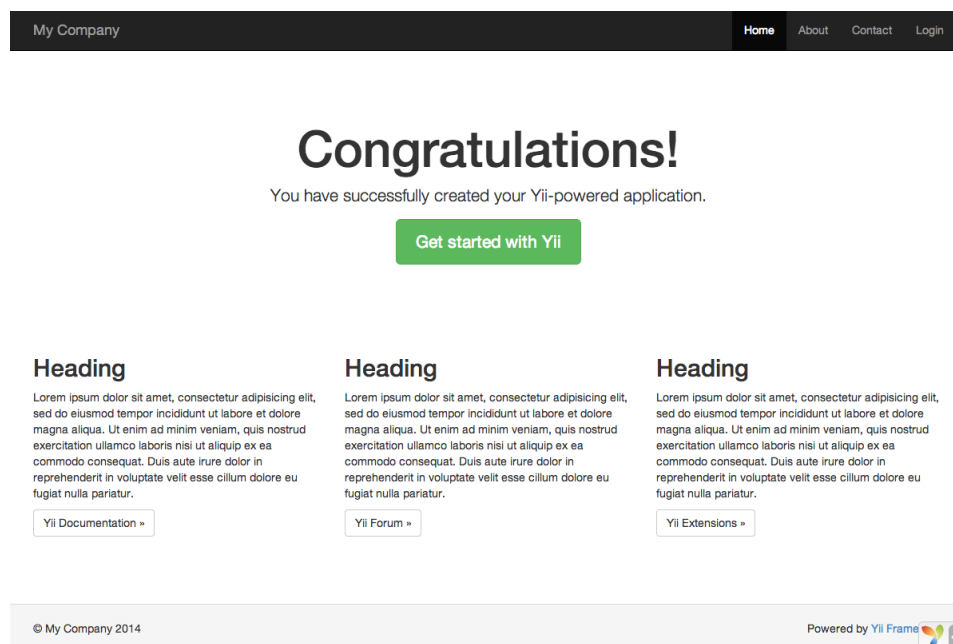 My Company
Home About Contact Login
Congratulations!
You have successfully created your Yii-powered application.
Get started with Yii
Heading
Lorem ipsum dolor sit amet, consectetur adipisicing elit,
sed do eiusmod tempor incididunt ut labore et dolore
magna aliqua. Ut enim ad minim veniam, quis nostrud
exercitation ullamco laboris nisi ut aliquip ex ea
commodo consequat. Duis aute irure dolor in
reprehenderit in voluptate velit esse cillum dolore eu
fugiat nulla pariatur.
Yii Documentation »
Heading
Lorem ipsum dolor sit amet, consectetur adipisicing elit,
sed do eiusmod tempor incididunt ut labore et dolore
magna aliqua. Ut enim ad minim veniam, quis nostrud
exercitation ullamco laboris nisi ut aliquip ex ea
commodo consequat. Duis aute irure dolor in
reprehenderit in voluptate velit esse cillum dolore eu
fugiat nulla pariatur.
Yii Forum »
Heading
Lorem ipsum dolor sit amet, consectetur adipisicing elit,
sed do eiusmod tempor incididunt ut labore et dolore
magna aliqua. Ut enim ad minim veniam, quis nostrud
exercitation ullamco laboris nisi ut aliquip ex ea
commodo consequat. Duis aute irure dolor in
reprehenderit in voluptate velit esse cillum dolore eu
fugiat nulla pariatur.
Yii Extensions »
© My Company 2014
Powered by Yii Frame